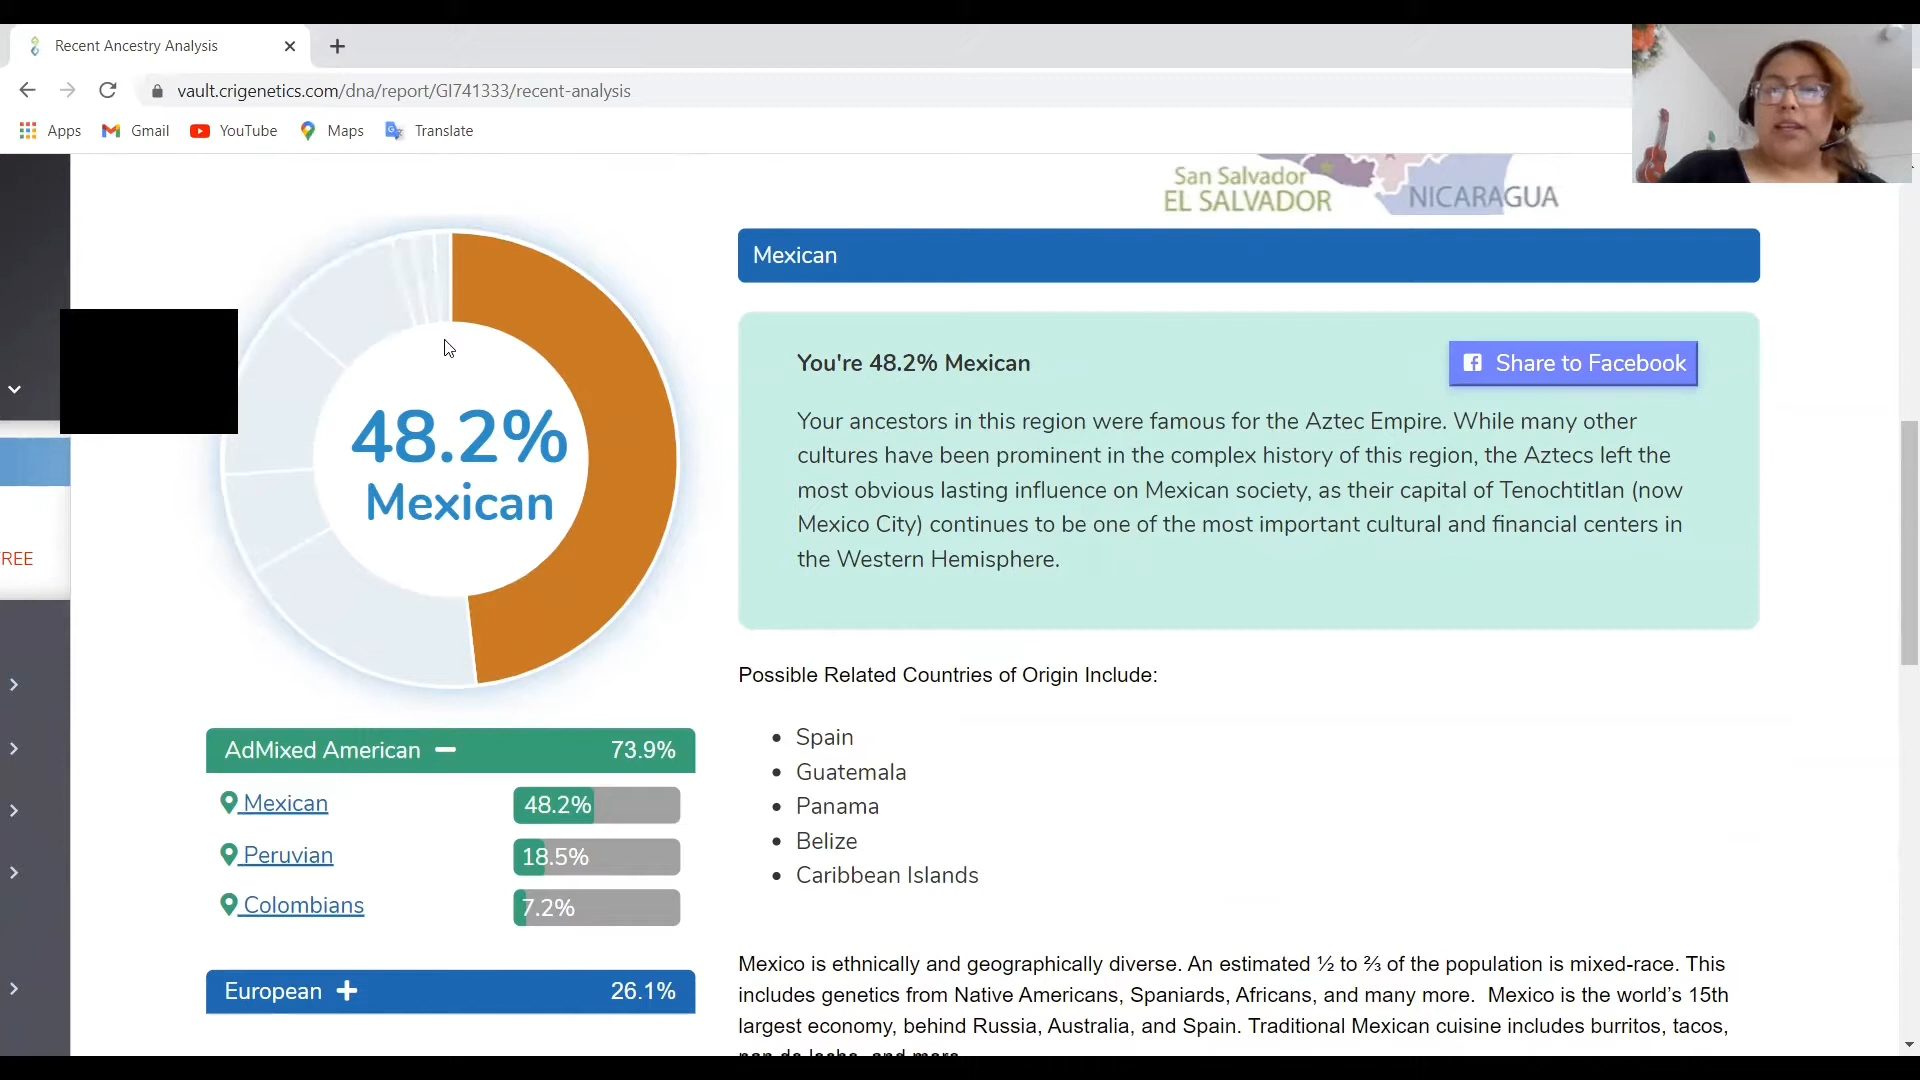 Recent Ancestry Analysis
vault.crigenetics.com/dna/report/GI741333/recent-analysis
Apps Gmail YouTube Maps Translate
San Salvador
EL SALVADOR
NICARAGUA
Mexican
48.2%
Mexican
You're 48.2% Mexican
Share to Facebook
Your ancestors in this region were famous for the Aztec Empire. While many other
cultures have been prominent in the complex history of this region, the Aztecs left the
most obvious lasting influence on Mexican society, as their capital of Tenochtitlan (now
Mexico City) continues to be one of the most important cultural and financial centers in
the Western Hemisphere.
REE
AdMixed American 73.9%
Mexican 48.2%
Peruvian 18.5%
Colombians 7.2%
European 26.1%
Possible Related Countries of Origin Include:
• Spain
• Guatemala
• Panama
• Belize
• Caribbean Islands
Mexico is ethnically and geographically diverse. An estimated ½ to ⅔ of the population is mixed-race. This
includes genetics from Native Americans, Spaniards, Africans, and many more. Mexico is the world’s 15th
largest economy, behind Russia, Australia, and Spain. Traditional Mexican cuisine includes burritos, tacos,